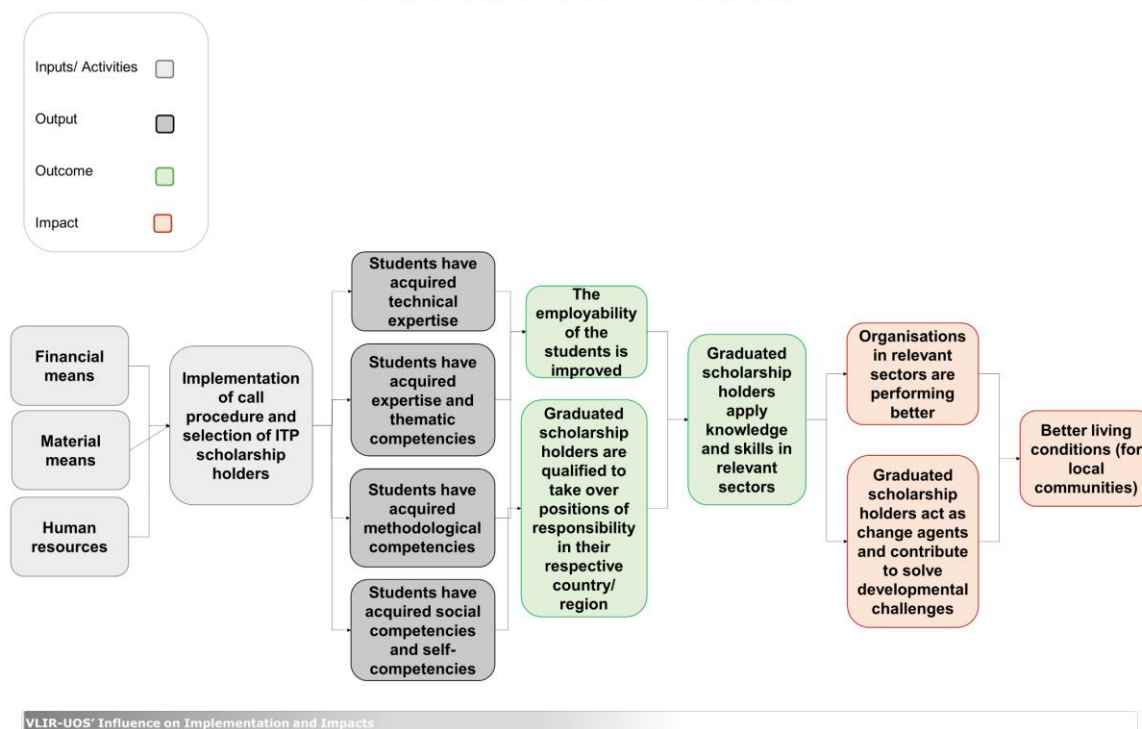 Inputs/ Activities
Output
Outcome
Impact
Financial
means
Material
means
Human
resources
Implementation
of call
procedure and
selection of ITP
scholarship
holders
Students have
acquired
technical
expertise
Students have
acquired
expertise and
thematic
competencies
Students have
acquired
methodological
competencies
Students have
acquired social
competencies
and self-
competencies
The
employability
of the
students is
improved
Graduated
scholarship
holders are
qualified to
take over
positions of
responsibility
in their
respective
country/
region
Graduated
scholarship
holders
apply
knowledge
and skills in
relevant
sectors
Organisations
in relevant
sectors are
performing
better
Graduated
scholarship
holders act as
change agents
and contribute
to solve
developmental
challenges
Better living
conditions (for
local
communities)
VLIR-UOS’ Influence on Implementation and Impacts